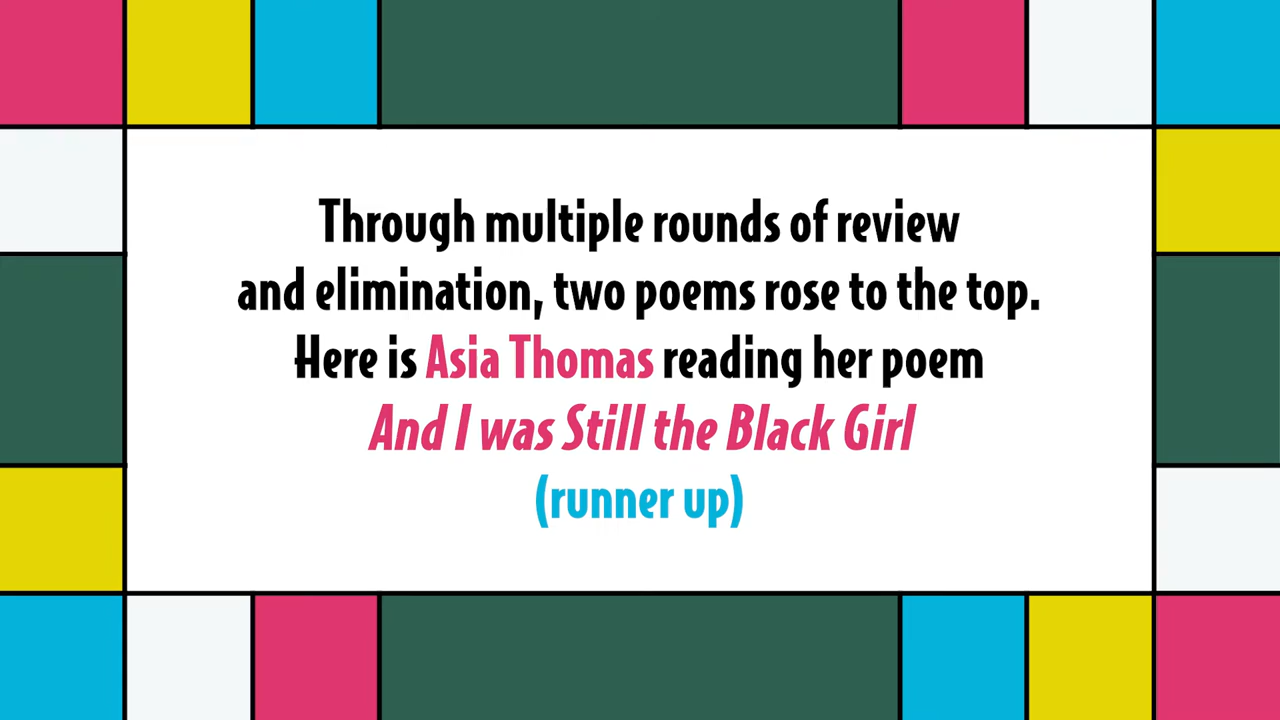 Through multiple rounds of review
and elimination, two poems rose to the top.
Here is Asia Thomas reading her poem
And I was Still the Black Girl
(runner up)